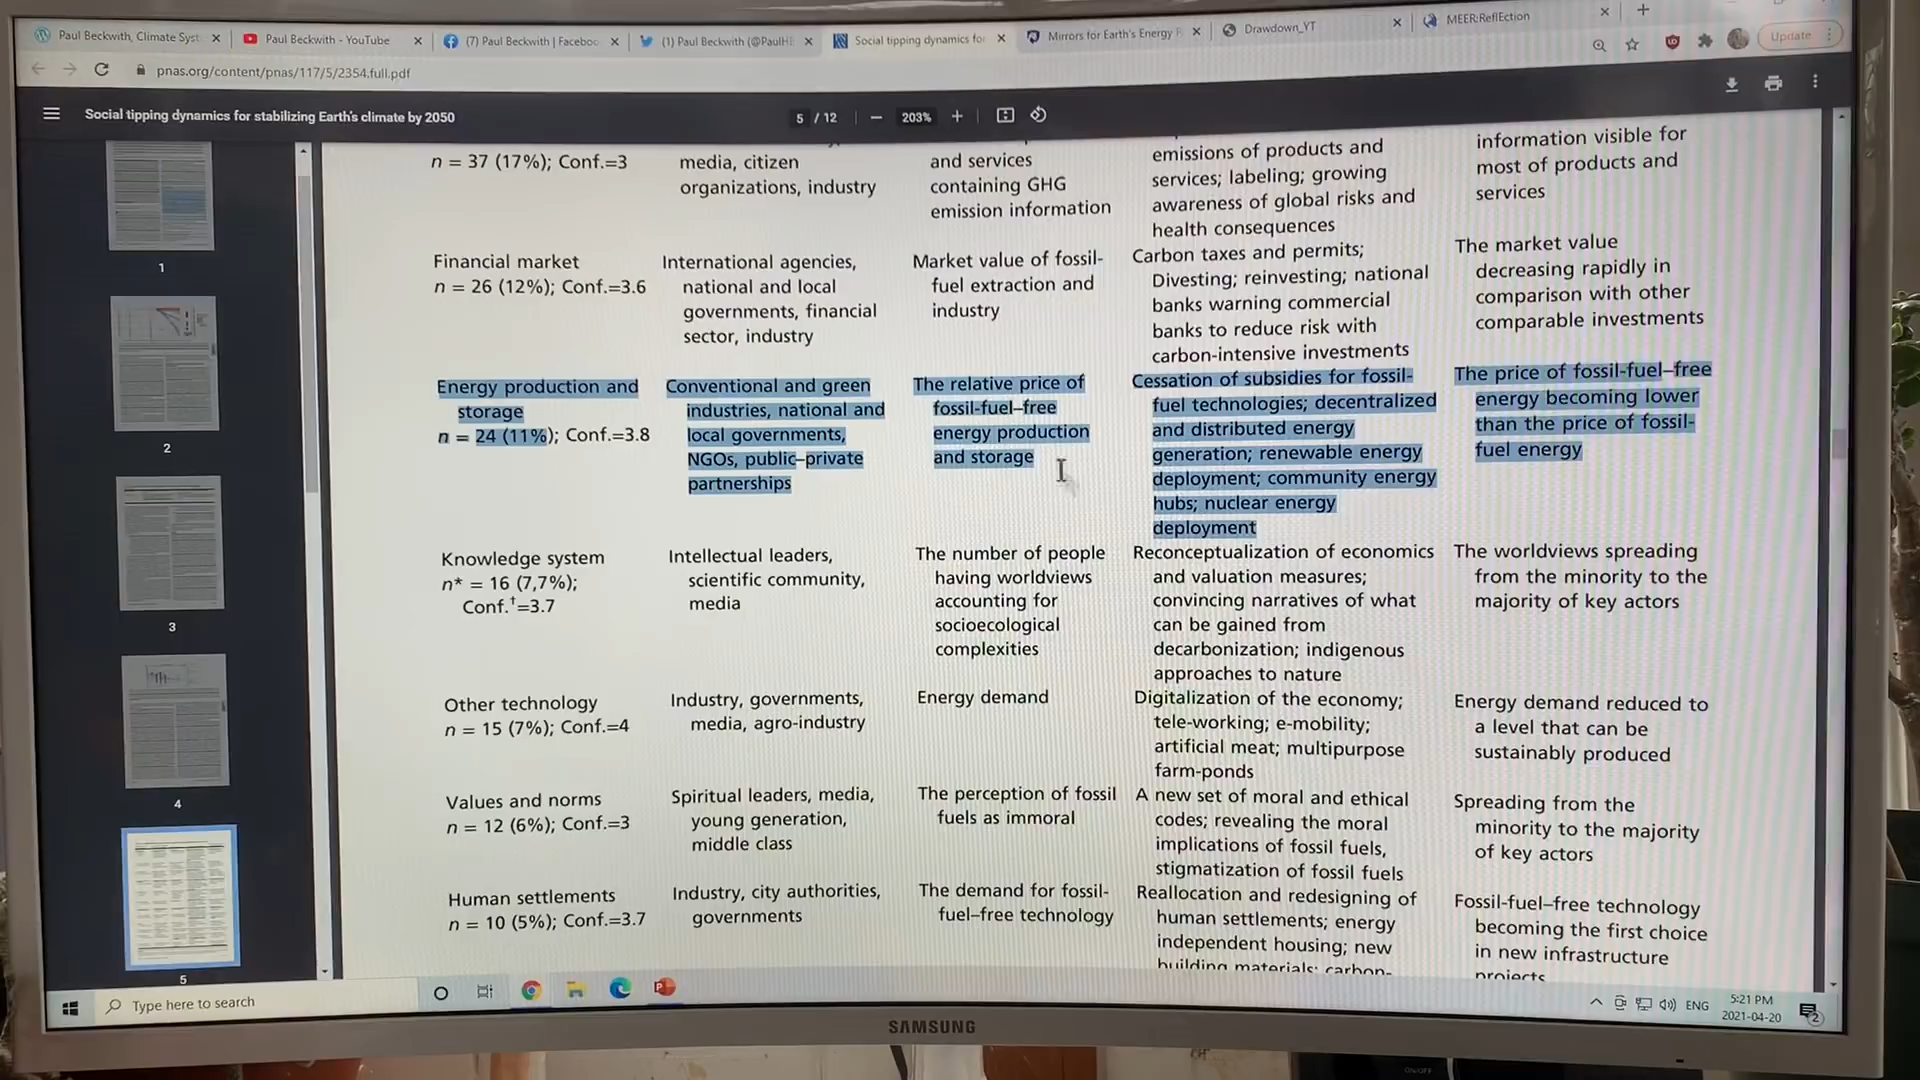 Paul Beckwith, Climate Syst
Paul Beckwith - YouTube
(7) Paul Beckwith | Faceboo
(1) Paul Beckwith (@PaulHB
Social tipping dynamics for
Mirrors for Earth's Energy
Drawdown_YT
MEER:ReflEction
pnas.org/content/pnas/117/5/2354.full.pdf
Update
Social tipping dynamics for stabilizing Earth's climate by 2050
5 / 12
203%
1
2
3
4
5
n = 37 (17%); Conf.=3
media, citizen
organizations, industry
and services
containing GHG
emission information
emissions of products and
services; labeling; growing
awareness of global risks and
health consequences
information visible for
most of products and
services
Financial market
n = 26 (12%); Conf.=3.6
International agencies,
national and local
governments, financial
sector, industry
Market value of fossil-
fuel extraction and
industry
Carbon taxes and permits;
Divesting; reinvesting; national
banks warning commercial
banks to reduce risk with
carbon-intensive investments
The market value
decreasing rapidly in
comparison with other
comparable investments
Energy production and
storage
n = 24 (11%); Conf.=3.8
Conventional and green
industries, national and
local governments,
NGOs, public–private
partnerships
The relative price of
fossil-fuel–free
energy production
and storage
Cessation of subsidies for fossil-
fuel technologies; decentralized
and distributed energy
generation; renewable energy
deployment; community energy
hubs; nuclear energy
deployment
The price of fossil-fuel–free
energy becoming lower
than the price of fossil-
fuel energy
Knowledge system
n* = 16 (7,7%);
Conf.†=3.7
Intellectual leaders,
scientific community,
media
The number of people
having worldviews
accounting for
socioecological
complexities
Reconceptualization of economics
and valuation measures;
convincing narratives of what
can be gained from
decarbonization; indigenous
approaches to nature
The worldviews spreading
from the minority to the
majority of key actors
Other technology
n = 15 (7%); Conf.=4
Industry, governments,
media, agro-industry
Energy demand
Digitalization of the economy;
tele-working; e-mobility;
artificial meat; multipurpose
farm-ponds
Energy demand reduced to
a level that can be
sustainably produced
Values and norms
n = 12 (6%); Conf.=3
Spiritual leaders, media,
young generation,
middle class
The perception of fossil
fuels as immoral
A new set of moral and ethical
codes; revealing the moral
implications of fossil fuels,
stigmatization of fossil fuels
Spreading from the
minority to the majority
of key actors
Human settlements
n = 10 (5%); Conf.=3.7
Industry, city authorities,
governments
The demand for fossil-
fuel–free technology
Reallocation and redesigning of
human settlements; energy
independent housing; new
building materials; carbon-
Fossil-fuel–free technology
becoming the first choice
in new infrastructure
projects
Type here to search
ENG
5:21 PM
2021-04-20
2
SAMSUNG
ON/OFF